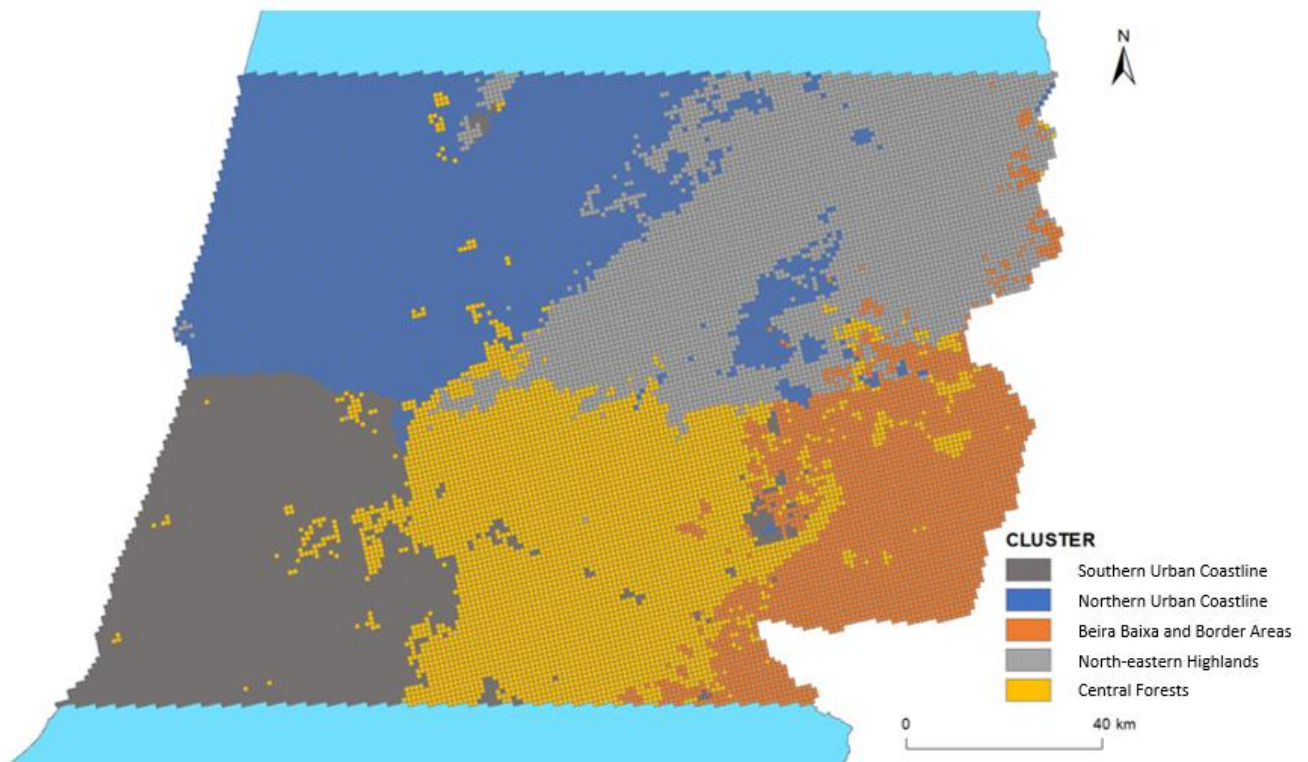 N
CLUSTER
Southern Urban Coastline
Northern Urban Coastline
Beira Baixa and Border Areas
North-eastern Highlands
Central Forests
0 40 km